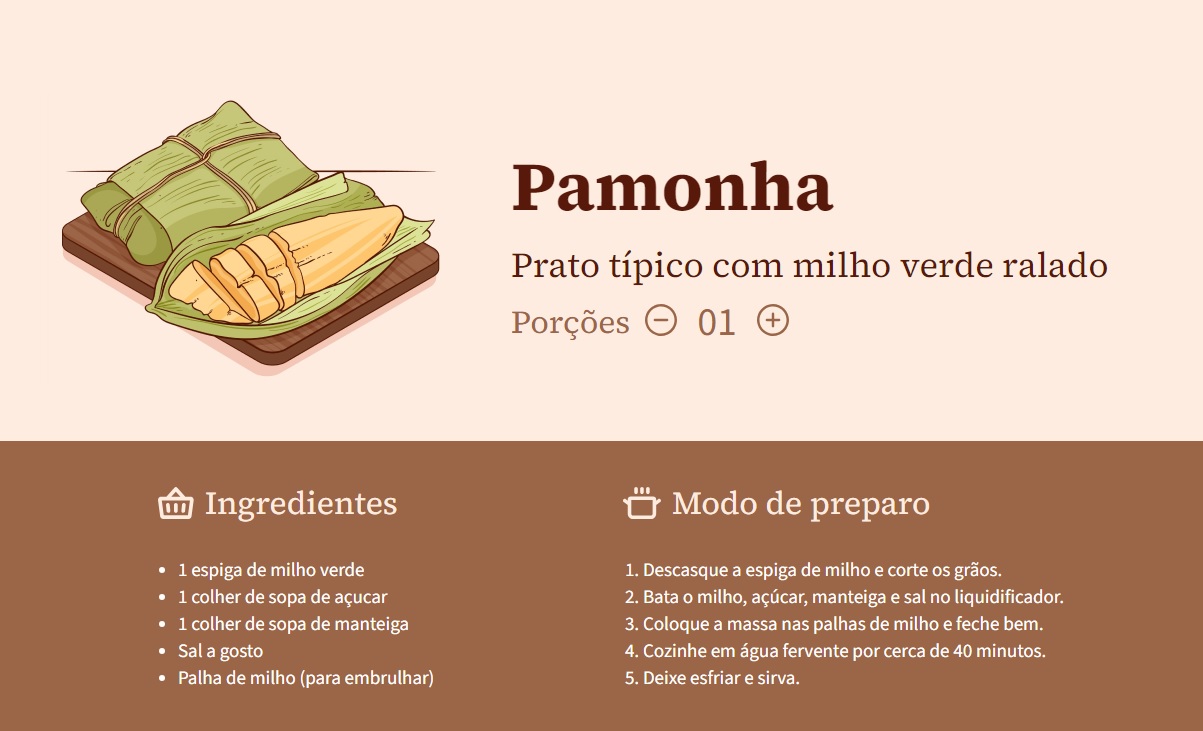 Pamonha
Prato típico com milho verde ralado
Porções 01
Ingredientes
• 1 espiga de milho verde
• 1 colher de sopa de açucar
• 1 colher de sopa de manteiga
• Sal a gosto
• Palha de milho (para embrulhar)
Modo de preparo
1. Descasque a espiga de milho e corte os grãos.
2. Bata o milho, açúcar, manteiga e sal no liquidificador.
3. Coloque a massa nas palhas de milho e feche bem.
4. Cozinhe em água fervente por cerca de 40 minutos.
5. Deixe esfriar e sirva.